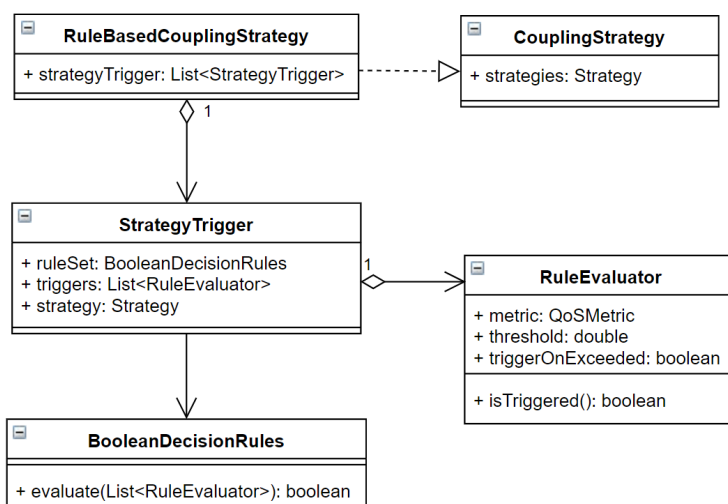 RuleBasedCouplingStrategy
+ strategyTrigger: List<StrategyTrigger>
CouplingStrategy
+ strategies: Strategy
1
StrategyTrigger
+ ruleSet: BooleanDecisionRules
+ triggers: List<RuleEvaluator>
+ strategy: Strategy
1
RuleEvaluator
+ metric: QoSMetric
+ threshold: double
+ triggerOnExceeded: boolean
+ isTriggered(): boolean
BooleanDecisionRules
+ evaluate(List<RuleEvaluator>): boolean